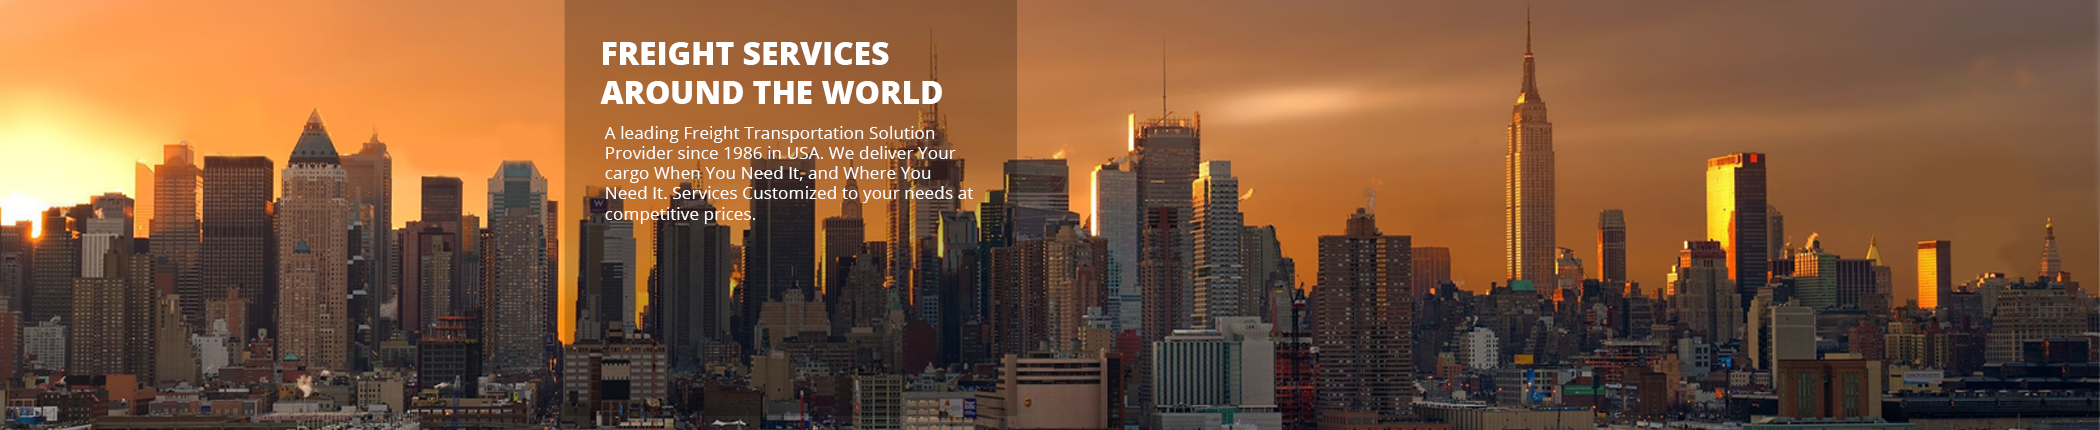 FREIGHT SERVICES
AROUND THE WORLD
A leading Freight Transportation Solution
Provider since 1986 in USA. We deliver Your
cargo When You Need It, and Where You
Need It. Services Customized to your needs at
competitive prices.